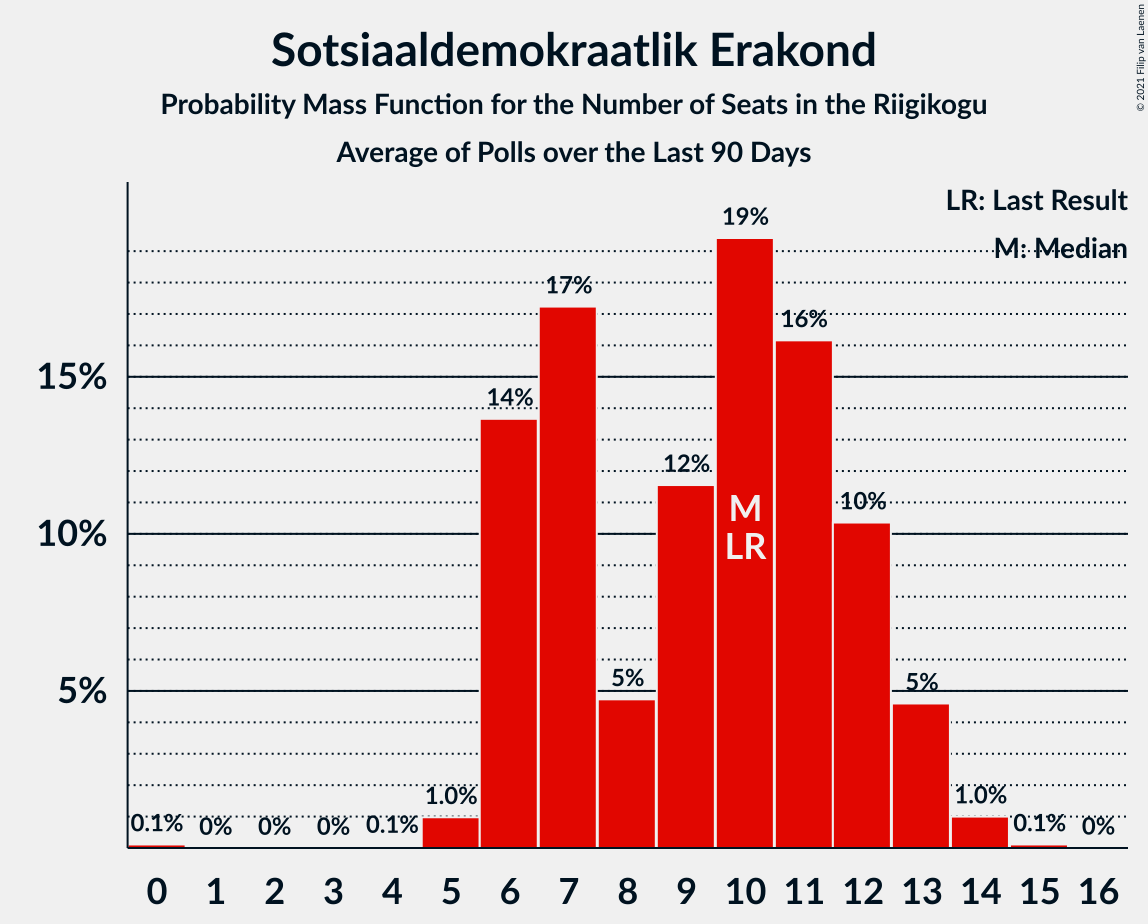 Sotsiaaldemokraatlik Erakond
Probability Mass Function for the Number of Seats in the Riigikogu
Average of Polls over the Last 90 Days
© 2021 Filip van Laenen
LR: Last Result
M: Median
19%
17%
16%
15%
14%
12%
10%
M
LR
10%
5%
5%
5%
1.0%
1.0%
0.1%
0%
0%
0%
0.1%
0.1%
0%
0 1 2 3 4 5 6 7 8 9 10 11 12 13 14 15 16